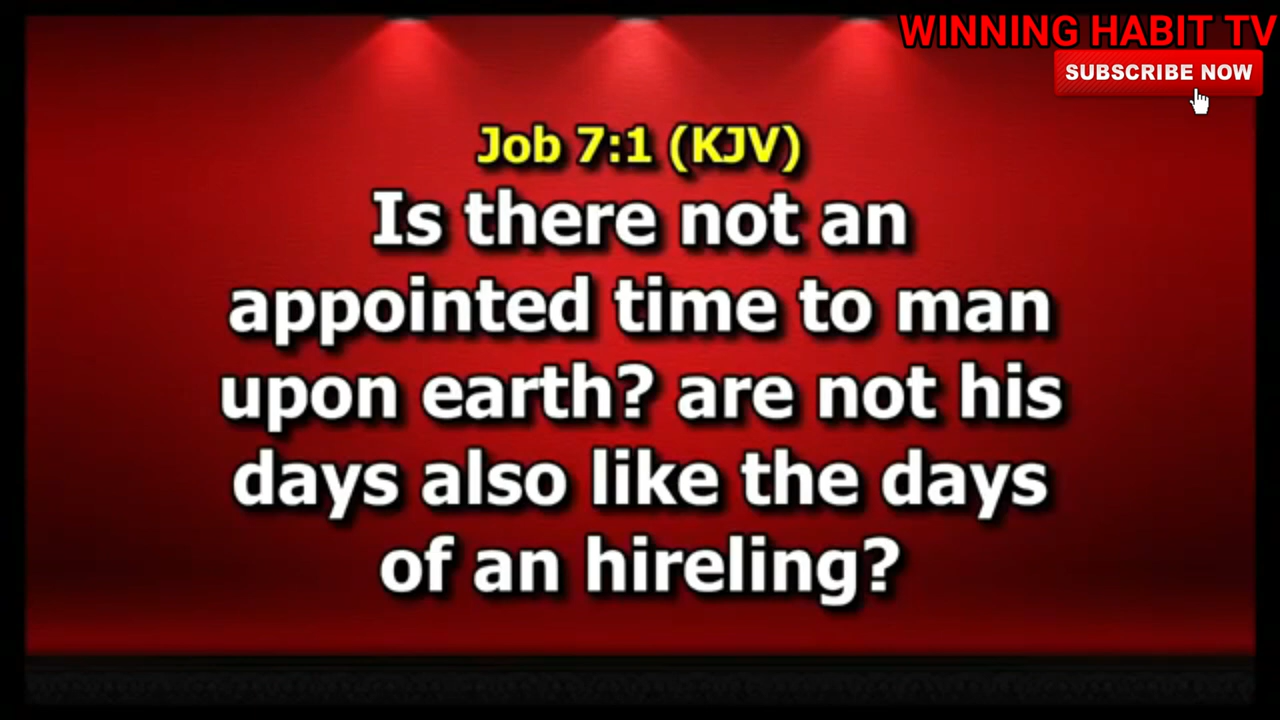 WINNING HABIT TV
SUBSCRIBE NOW
Job 7:1 (KJV)
Is there not an
appointed time to man
upon earth? are not his
days also like the days
of an hireling?